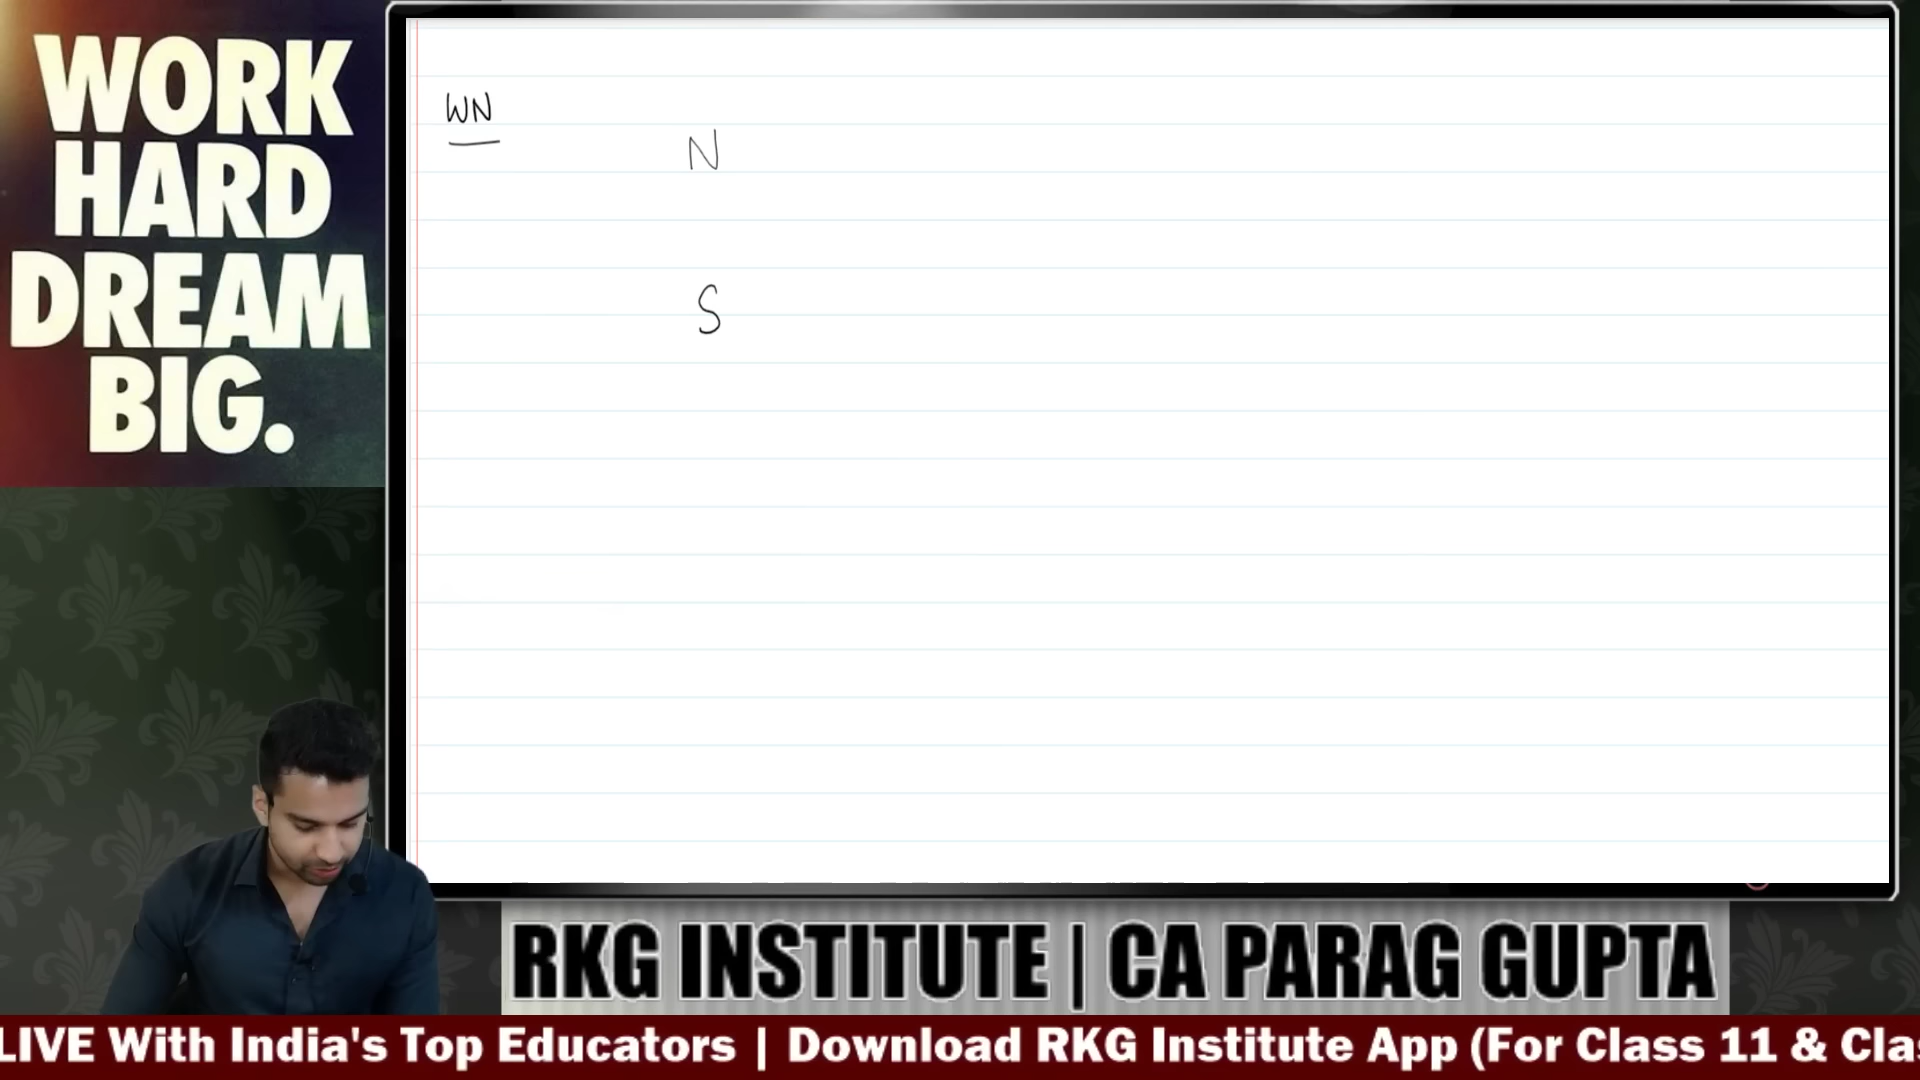 WORK
HARD
DREAM
BIG.
WN
N
S
RKG INSTITUTE | CA PARAG GUPTA
LIVE With India's Top Educators | Download RKG Institute App (For Class 11 & Clas